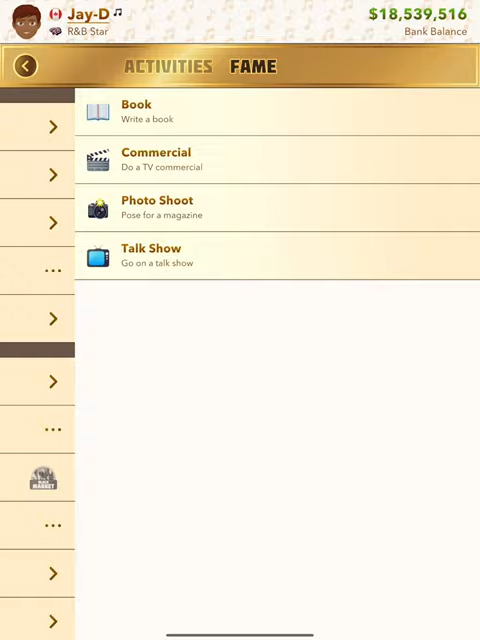 Jay-D
R&B Star
$18,539,516
Bank Balance
ACTIVITIES FAME
Book
Write a book
Commercial
Do a TV commercial
Photo Shoot
Pose for a magazine
Talk Show
Go on a talk show
MARKET